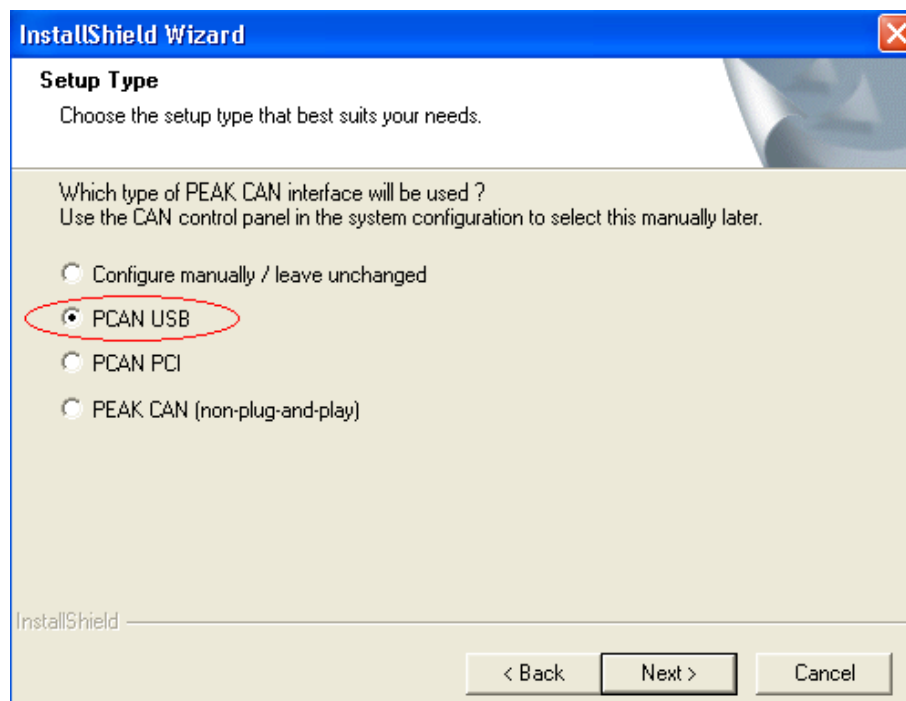 InstallShield Wizard
Setup Type
Choose the setup type that best suits your needs.
Which type of PEAK CAN interface will be used ?
Use the CAN control panel in the system configuration to select this manually later.
Configure manually / leave unchanged
PCAN USB
PCAN PCI
PEAK CAN (non-plug-and-play)
InstallShield
< Back Next > Cancel